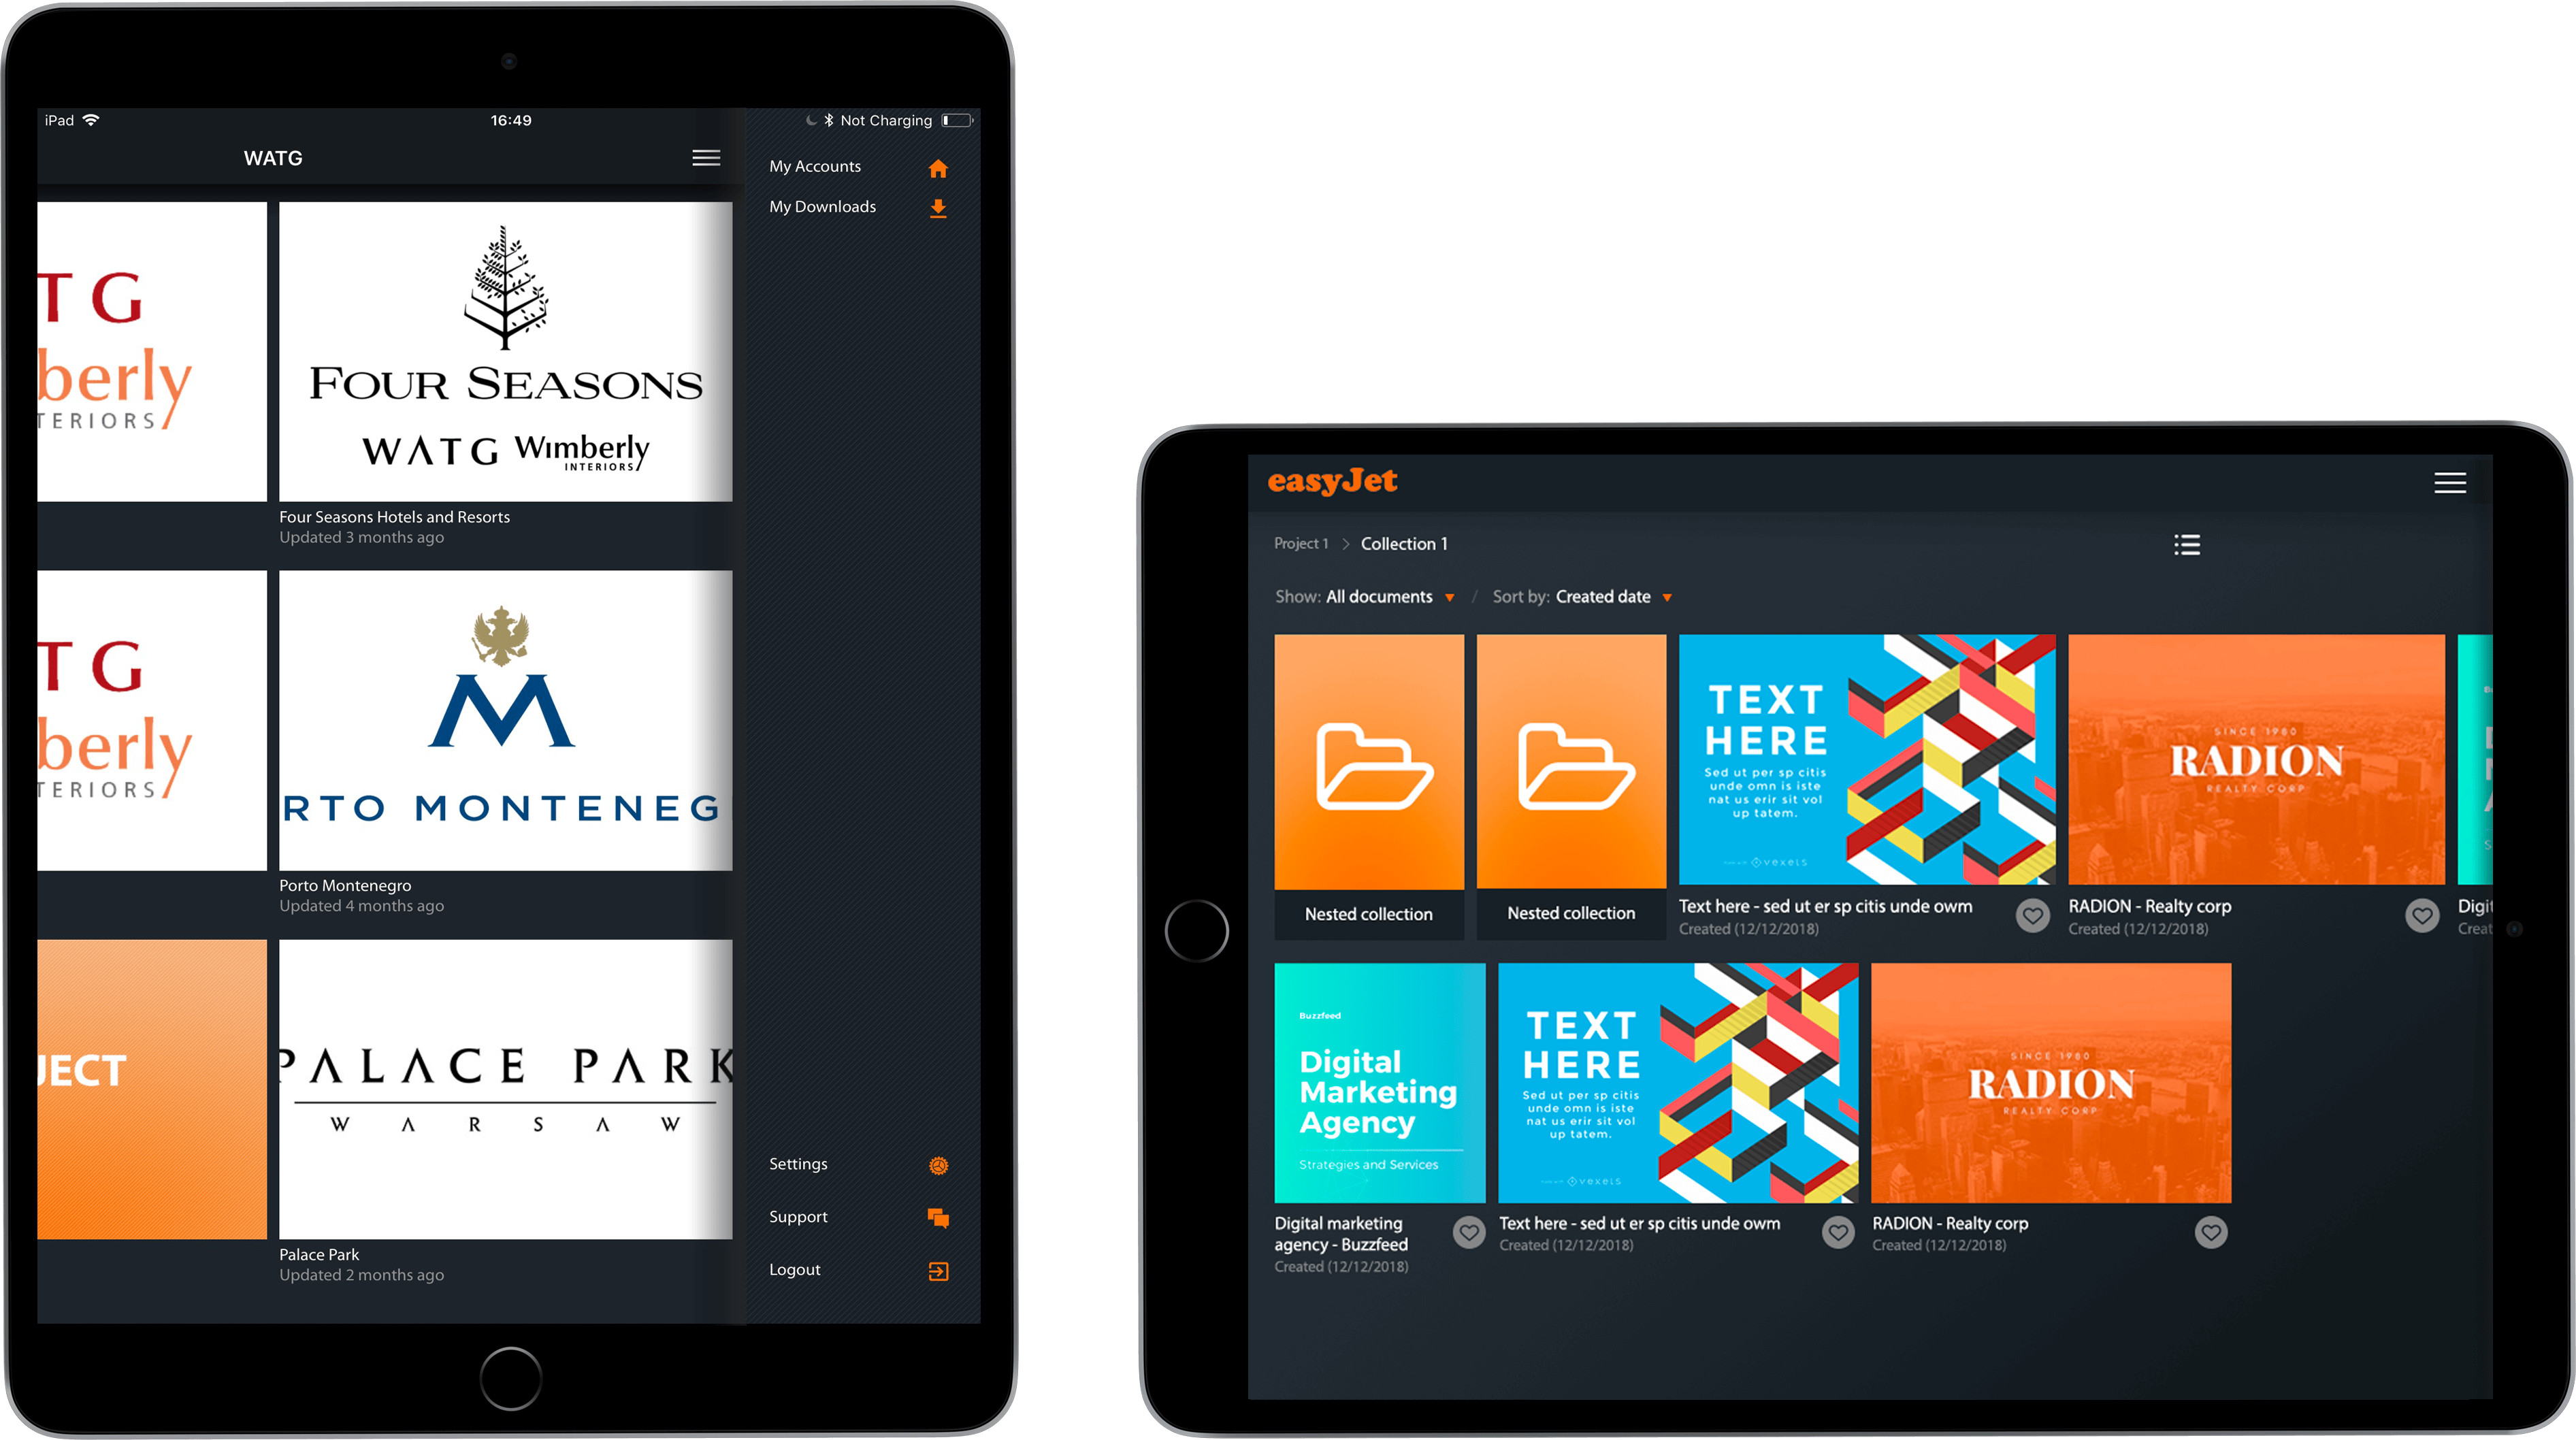 iPad
16:49
Not Charging
WATG
My Accounts
My Downloads
T G
berly
TERIORS
FOUR SEASONS
WATG Wimberly
INTERIORS
Four Seasons Hotels and Resorts
Updated 3 months ago
T G
berly
TERIORS
M
RTO MONTENEG
Porto Montenegro
Updated 4 months ago
JECT
PALACE PARK
WARSAW
Palace Park
Updated 2 months ago
Settings
Support
Logout
easyJet
Project 1 > Collection 1
Show: All documents / Sort by: Created date
Nested collection
Nested collection
TEXT
HERE
Sed ut per sp citis
unde omn is iste
nat us erir sit vol
up tatem.
vexels
Text here - sed ut er sp citis unde owm
Created (12/12/2018)
SINCE 1980
RADION
REALTY CORP
RADION - Realty corp
Created (12/12/2018)
Digit
Creat
Buzzfeed
Digital
Marketing
Agency
Strategies and Services
Digital marketing
agency - Buzzfeed
Created (12/12/2018)
TEXT
HERE
Sed ut per sp citis
unde omn is iste
nat us erir sit vol
up tatem.
vexels
Text here - sed ut er sp citis unde owm
Created (12/12/2018)
SINCE 1980
RADION
REALTY CORP
RADION - Realty corp
Created (12/12/2018)